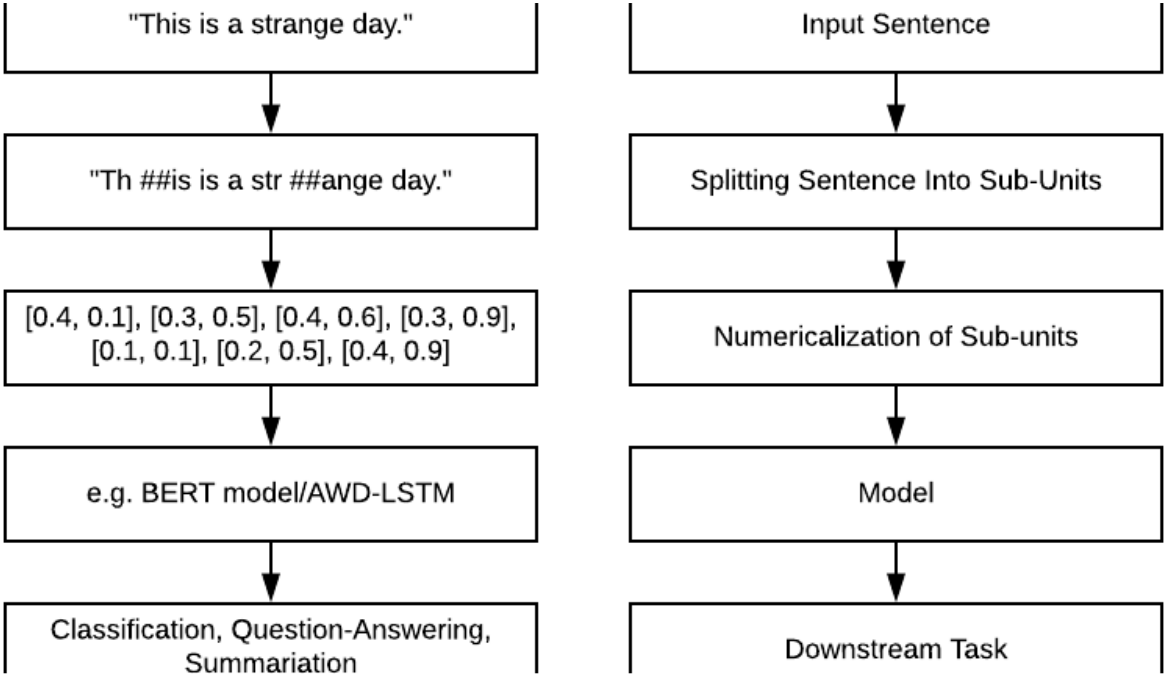 "This is a strange day."
Input Sentence
"Th ##is is a str ##ange day."
Splitting Sentence Into Sub-Units
[0.4, 0.1], [0.3, 0.5], [0.4, 0.6], [0.3, 0.9],
[0.1, 0.1], [0.2, 0.5], [0.4, 0.9]
Numericalization of Sub-units
e.g. BERT model/AWD-LSTM
Model
Classification, Question-Answering,
Summariation
Downstream Task